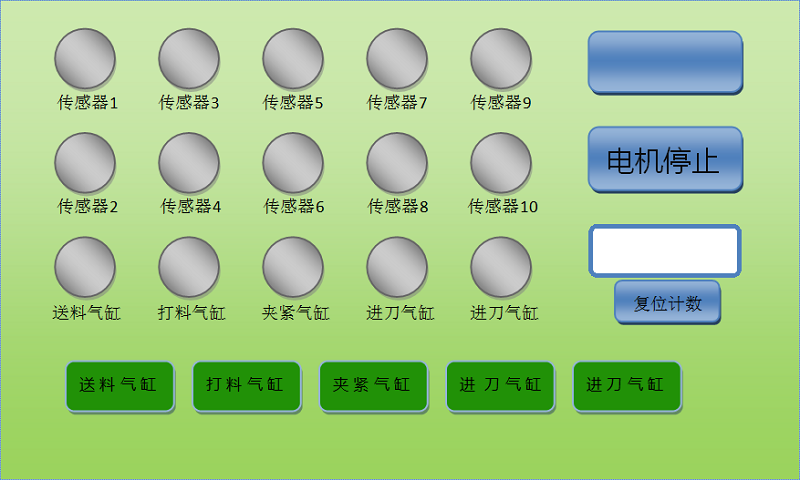 传感器1 传感器3 传感器5 传感器7 传感器9
电机停止
传感器2 传感器4 传感器6 传感器8 传感器10
复位计数
送料气缸 打料气缸 夹紧气缸 进刀气缸 进刀气缸
送料气缸 打料气缸 夹紧气缸 进刀气缸 进刀气缸